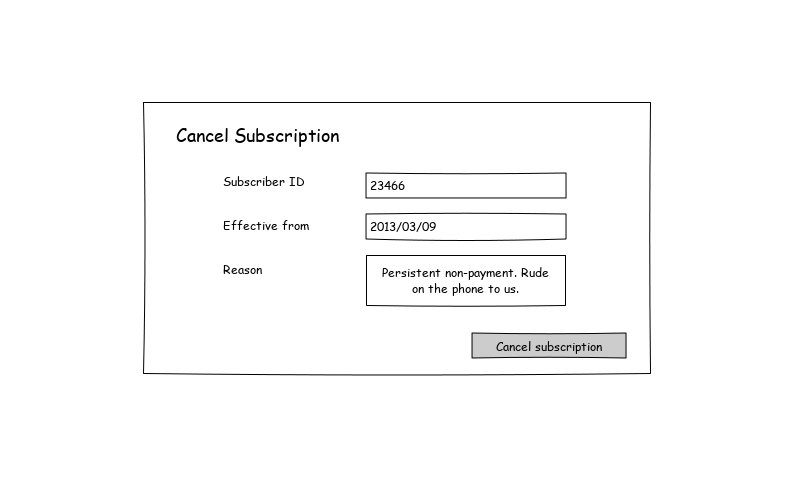 Cancel Subscription
Subscriber ID
23466
Effective from
2013/03/09
Reason
Persistent non-payment. Rude
on the phone to us.
Cancel subscription